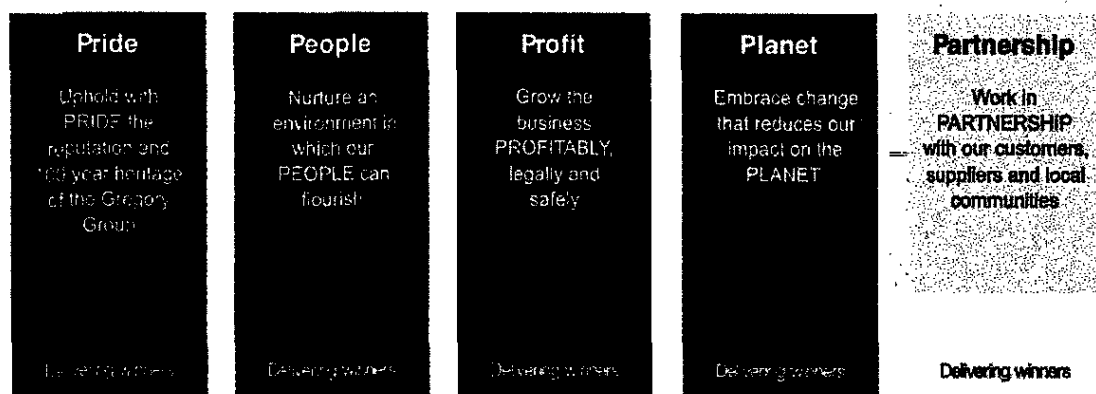 Pride
Uphold with
PRIDE the
reputation and
100 year heritage
of the Gregory
Group
Delivering winners
People
Nurture an
environment in
which our
PEOPLE can
flourish
Delivering winners
Profit
Grow the
business
PROFITABLY,
legally and
safely
Delivering winners
Planet
Embrace change
that reduces our
impact on the
PLANET
Delivering winners
Partnership
Work in
PARTNERSHIP
with our customers,
suppliers and local
communities
Delivering winners